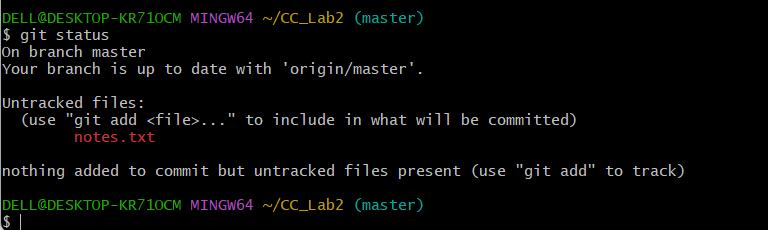 DELL@DESKTOP-KR71OCM MINGW64 ~/CC_Lab2 (master)
$ git status
On branch master
Your branch is up to date with 'origin/master'.
Untracked files:
(use "git add <file>..." to include in what will be committed)
notes.txt
nothing added to commit but untracked files present (use "git add" to track)
DELL@DESKTOP-KR71OCM MINGW64 ~/CC_Lab2 (master)
$